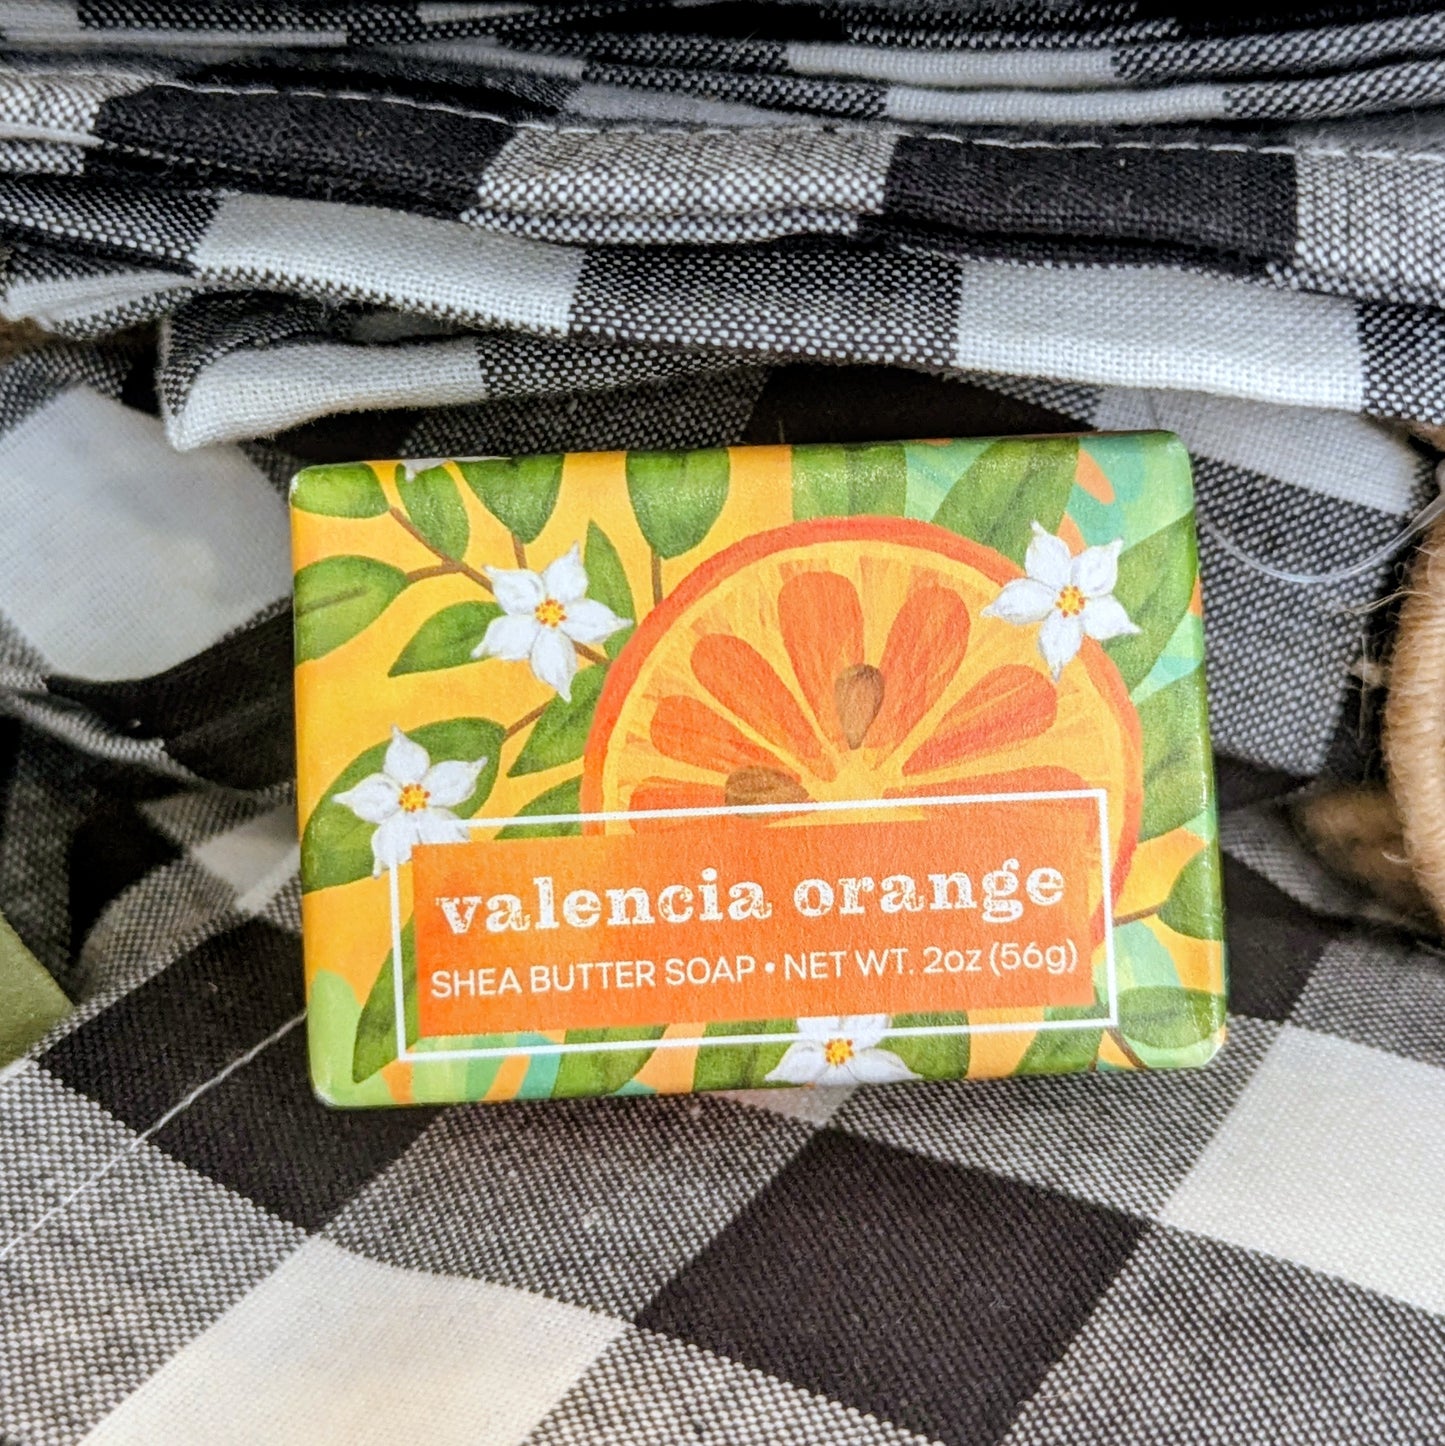 valencia orange
SHEA BUTTER SOAP • NET WT. 2oz (56g)